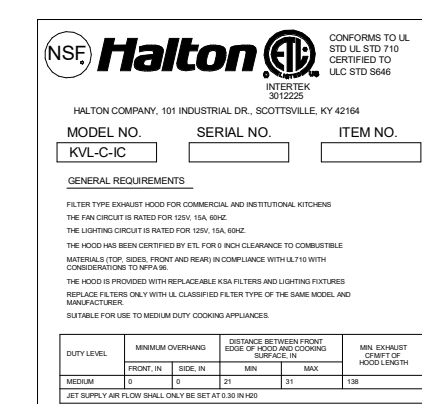 NSF
Halton
ETL
LISTED
US
INTERTEK
3012225
CONFORMS TO UL
STD UL STD 710
CERTIFIED TO
ULC STD S646
HALTON COMPANY, 101 INDUSTRIAL DR., SCOTTSVILLE, KY 42164
MODEL NO. SERIAL NO. ITEM NO.
KVL-C-IC
GENERAL REQUIREMENTS
FILTER TYPE EXHAUST HOOD FOR COMMERCIAL AND INSTITUTIONAL KITCHENS
THE FAN CIRCUIT IS RATED FOR 125V, 15A, 60HZ.
THE LIGHTING CIRCUIT IS RATED FOR 125V, 15A, 60HZ.
THE HOOD HAS BEEN CERTIFIED BY ETL FOR 0 INCH CLEARANCE TO COMBUSTIBLE
MATERIALS (TOP, SIDES, FRONT AND REAR) IN COMPLIANCE WITH UL710 WITH
CONSIDERATIONS TO NFPA 96.
THE HOOD IS PROVIDED WITH REPLACEABLE KSA FILTERS AND LIGHTING FIXTURES
REPLACE FILTERS ONLY WITH UL CLASSIFIED FILTER TYPE OF THE SAME MODEL AND
MANUFACTURER.
SUITABLE FOR USE TO MEDIUM DUTY COOKING APPLIANCES.
DUTY LEVEL
MINIMUM OVERHANG
FRONT, IN SIDE, IN
DISTANCE BETWEEN FRONT
EDGE OF HOOD AND COOKING
SURFACE, IN
MIN MAX
MIN. EXHAUST
CFM/FT OF
HOOD LENGTH
MEDIUM 0 0 21 31 138
JET SUPPLY AIR FLOW SHALL ONLY BE SET AT 0.30 IN H20